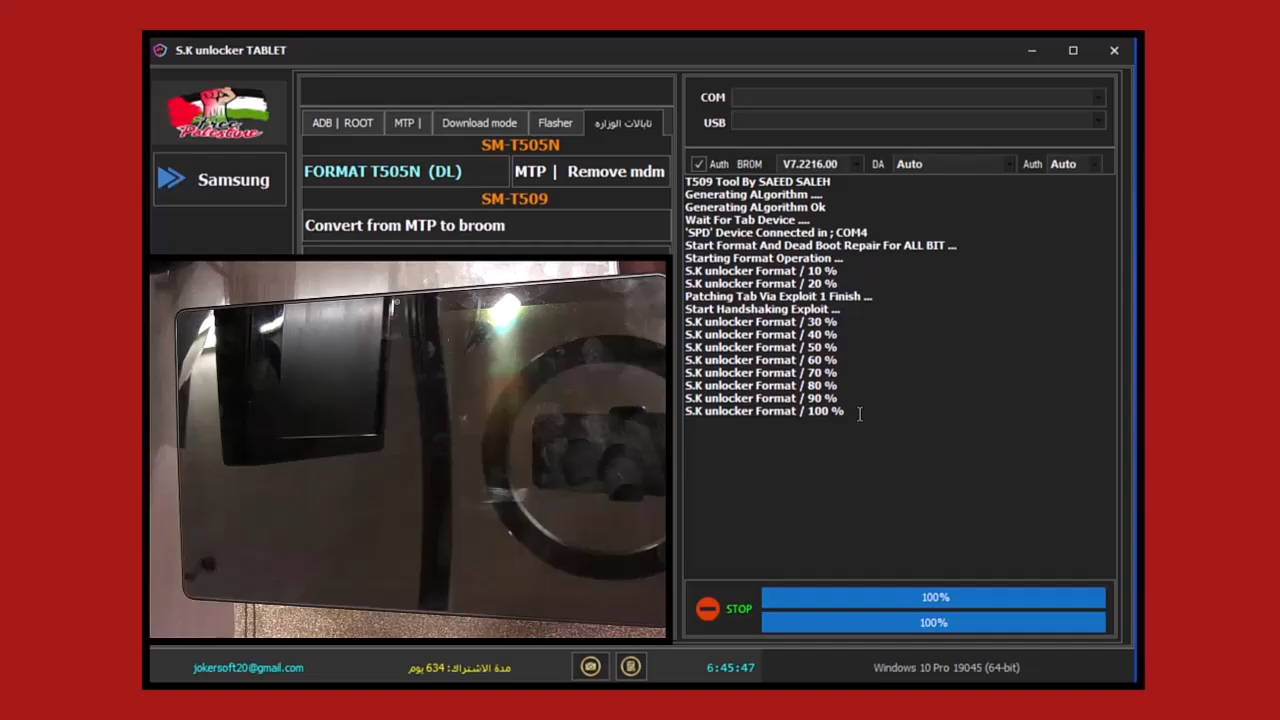 S.K unlocker TABLET
Free
Palestine
Samsung
ADB | ROOT
MTP |
Download mode
Flasher
تابالات الوزاره
SM-T505N
FORMAT T505N (DL)
MTP | Remove mdm
SM-T509
Convert from MTP to broom
COM
USB
Auth BROM V7.2216.00 DA Auto Auth Auto
T509 Tool By SAEED SALEH
Generating ALgorithm ....
Generating ALgorithm Ok
Wait For Tab Device ....
'SPD' Device Connected in ; COM4
Start Format And Dead Boot Repair For ALL BIT ...
Starting Format Operation ...
S.K unlocker Format / 10 %
S.K unlocker Format / 20 %
Patching Tab Via Exploit 1 Finish ...
Start Handshaking Exploit ...
S.K unlocker Format / 30 %
S.K unlocker Format / 40 %
S.K unlocker Format / 50 %
S.K unlocker Format / 60 %
S.K unlocker Format / 70 %
S.K unlocker Format / 80 %
S.K unlocker Format / 90 %
S.K unlocker Format / 100 %
STOP
100%
100%
jokersoft20@gmail.com
مدة الاشتراك: 634 يوم
6:45:47
Windows 10 Pro 19045 (64-bit)